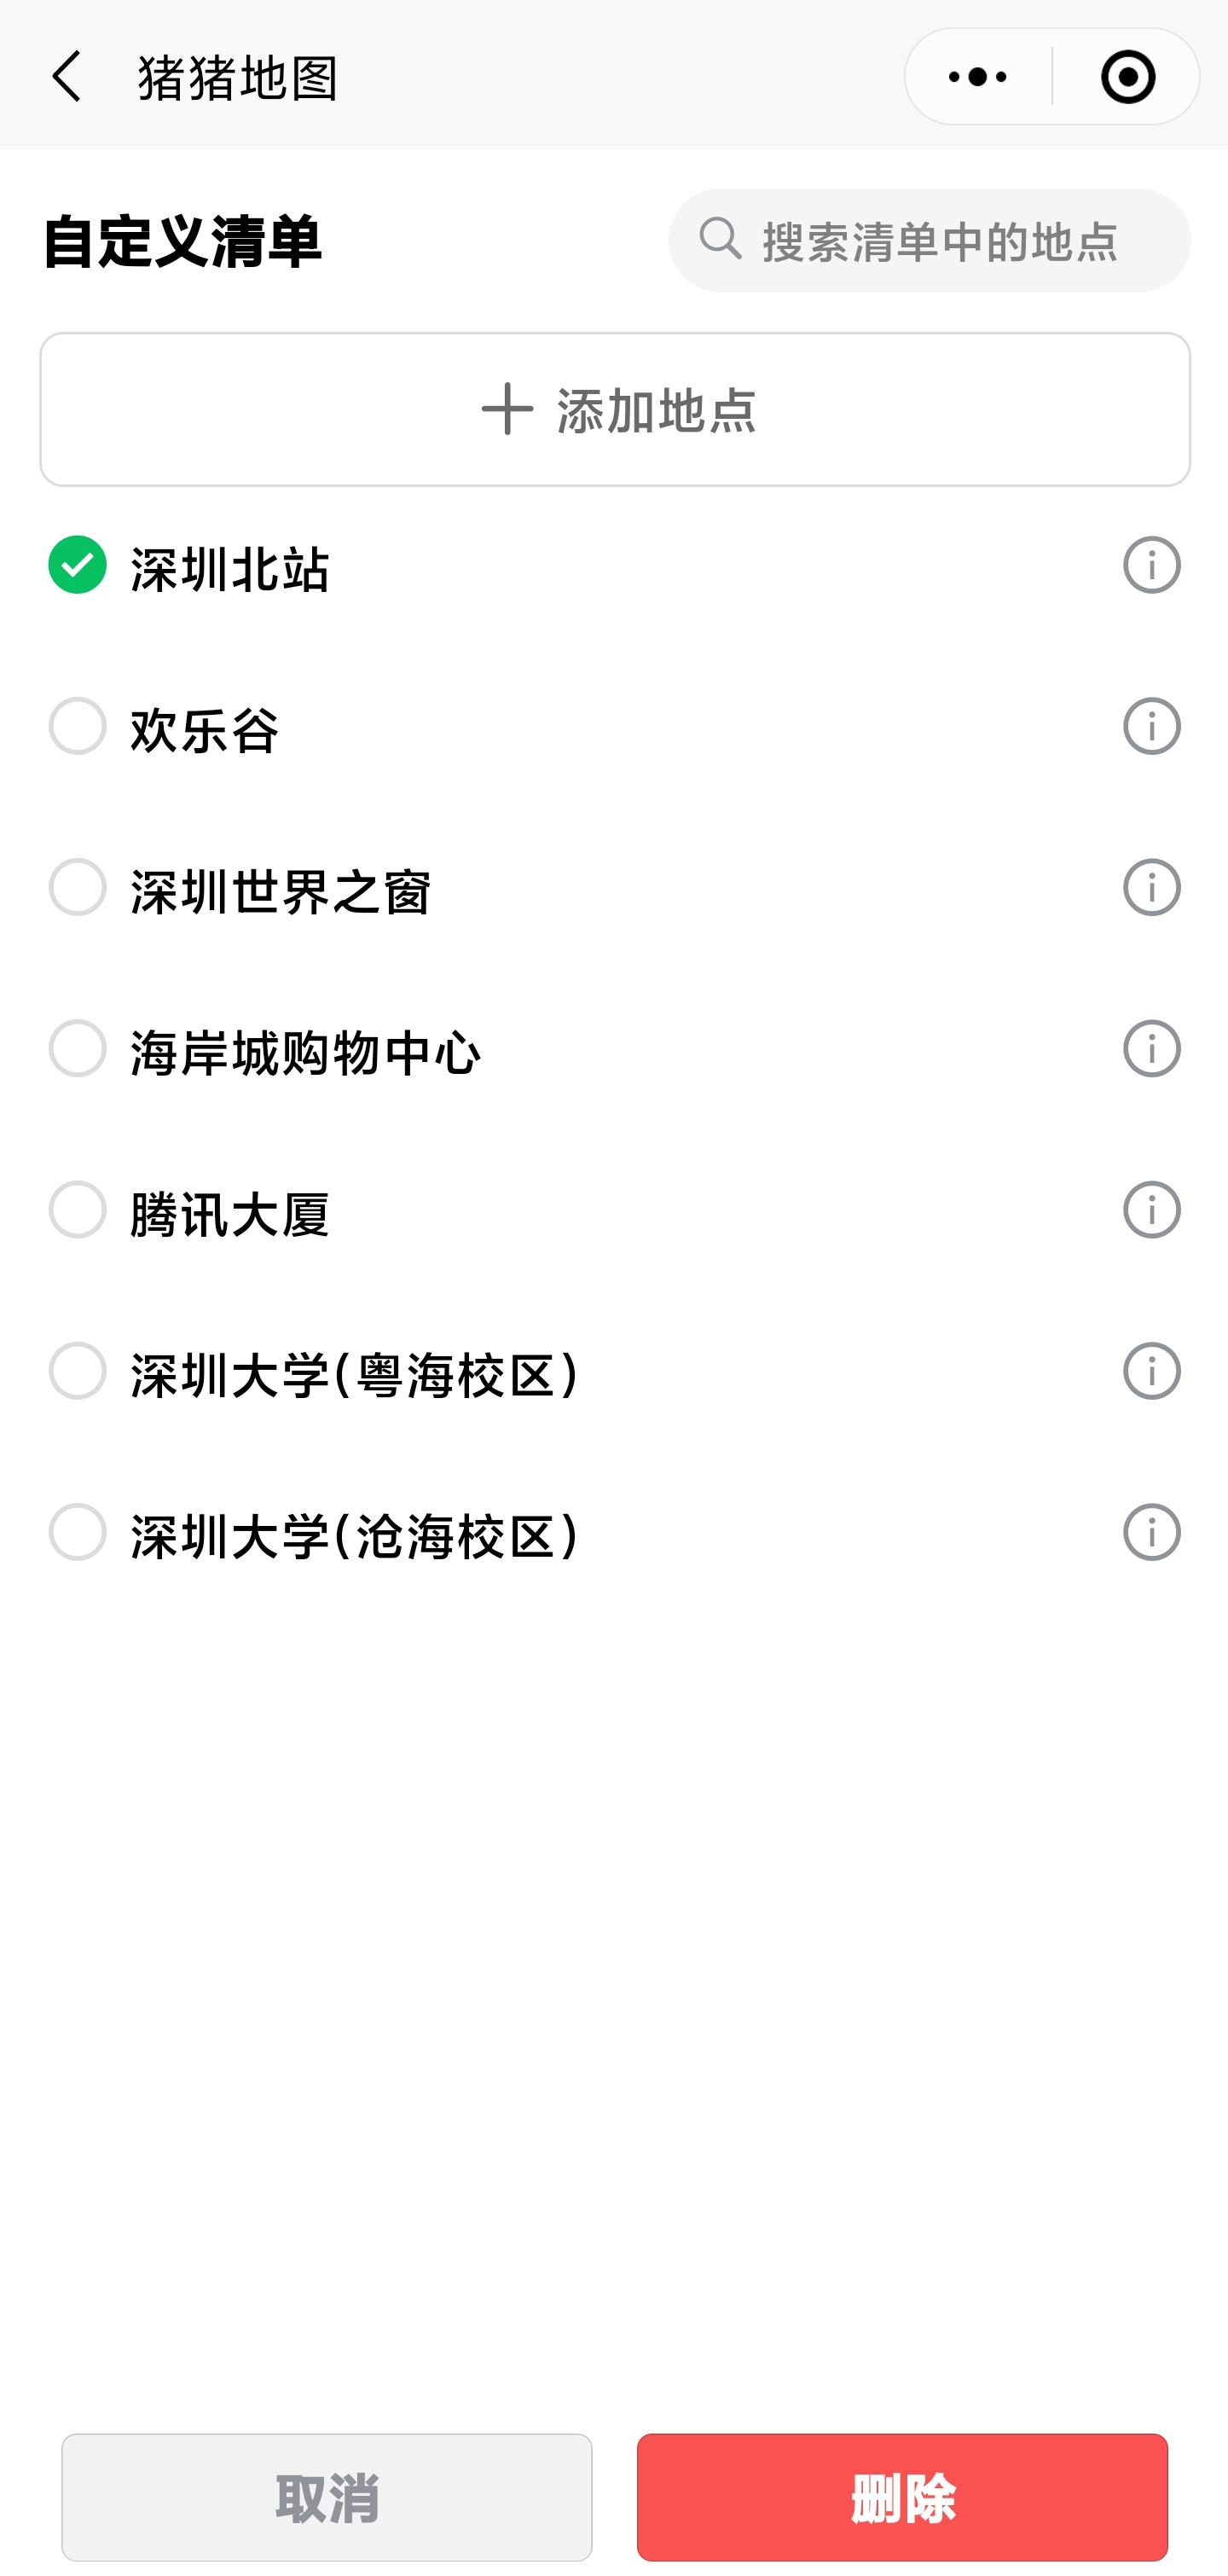 猪猪地图
自定义清单
搜索清单中的地点
添加地点
深圳北站
欢乐谷
深圳世界之窗
海岸城购物中心
腾讯大厦
深圳大学(粤海校区)
深圳大学(沧海校区)
取消
删除